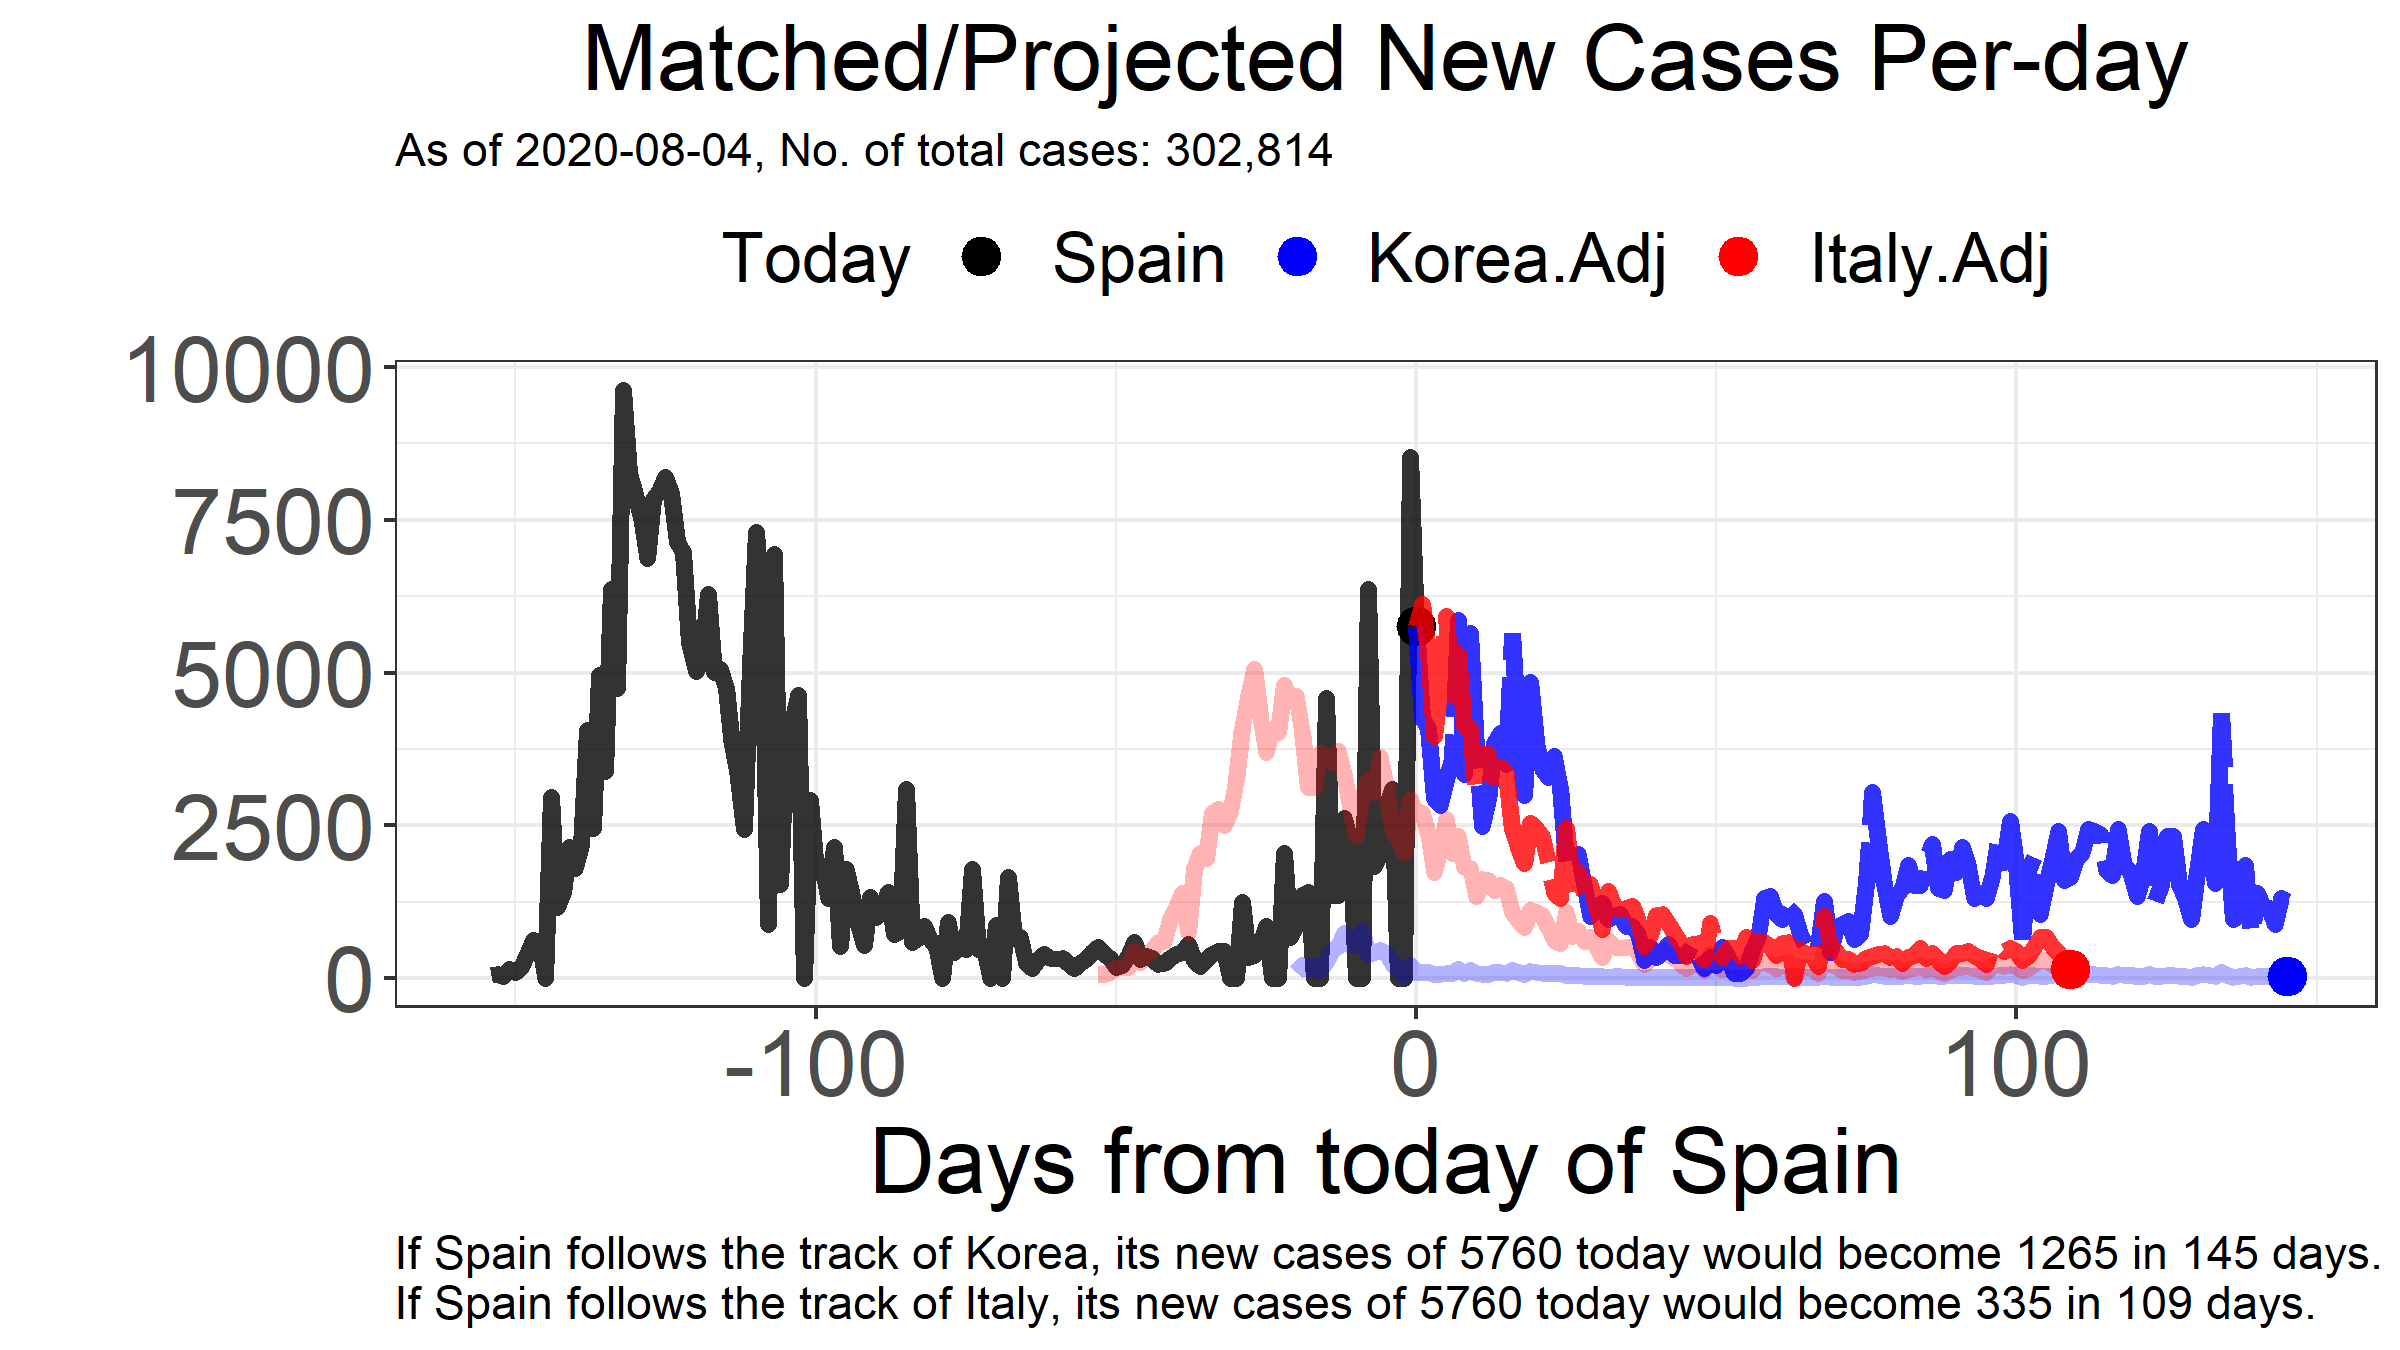 Matched/Projected New Cases Per-day
As of 2020-08-04, No. of total cases: 302,814
Today Spain Korea.Adj Italy.Adj
10000
7500
5000
2500
0
-100 0 100
Days from today of Spain
If Spain follows the track of Korea, its new cases of 5760 today would become 1265 in 145 days.
If Spain follows the track of Italy, its new cases of 5760 today would become 335 in 109 days.